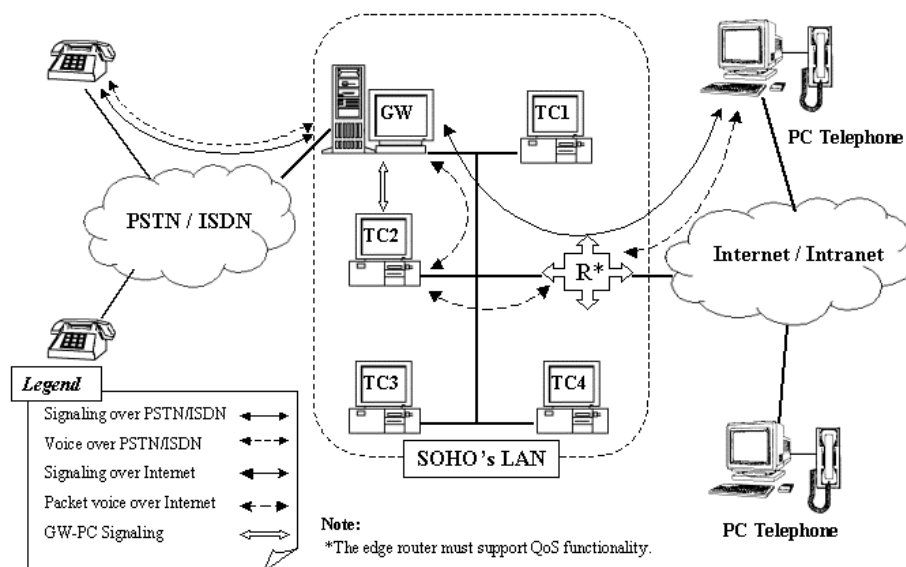 GW
TC1
PC Telephone
PSTN / ISDN
TC2
R*
Internet / Intranet
TC3
TC4
SOHO's LAN
Legend
Signaling over PSTN/ISDN
Voice over PSTN/ISDN
Signaling over Internet
Packet voice over Internet
GW-PC Signaling
Note:
*The edge router must support QoS functionality.
PC Telephone